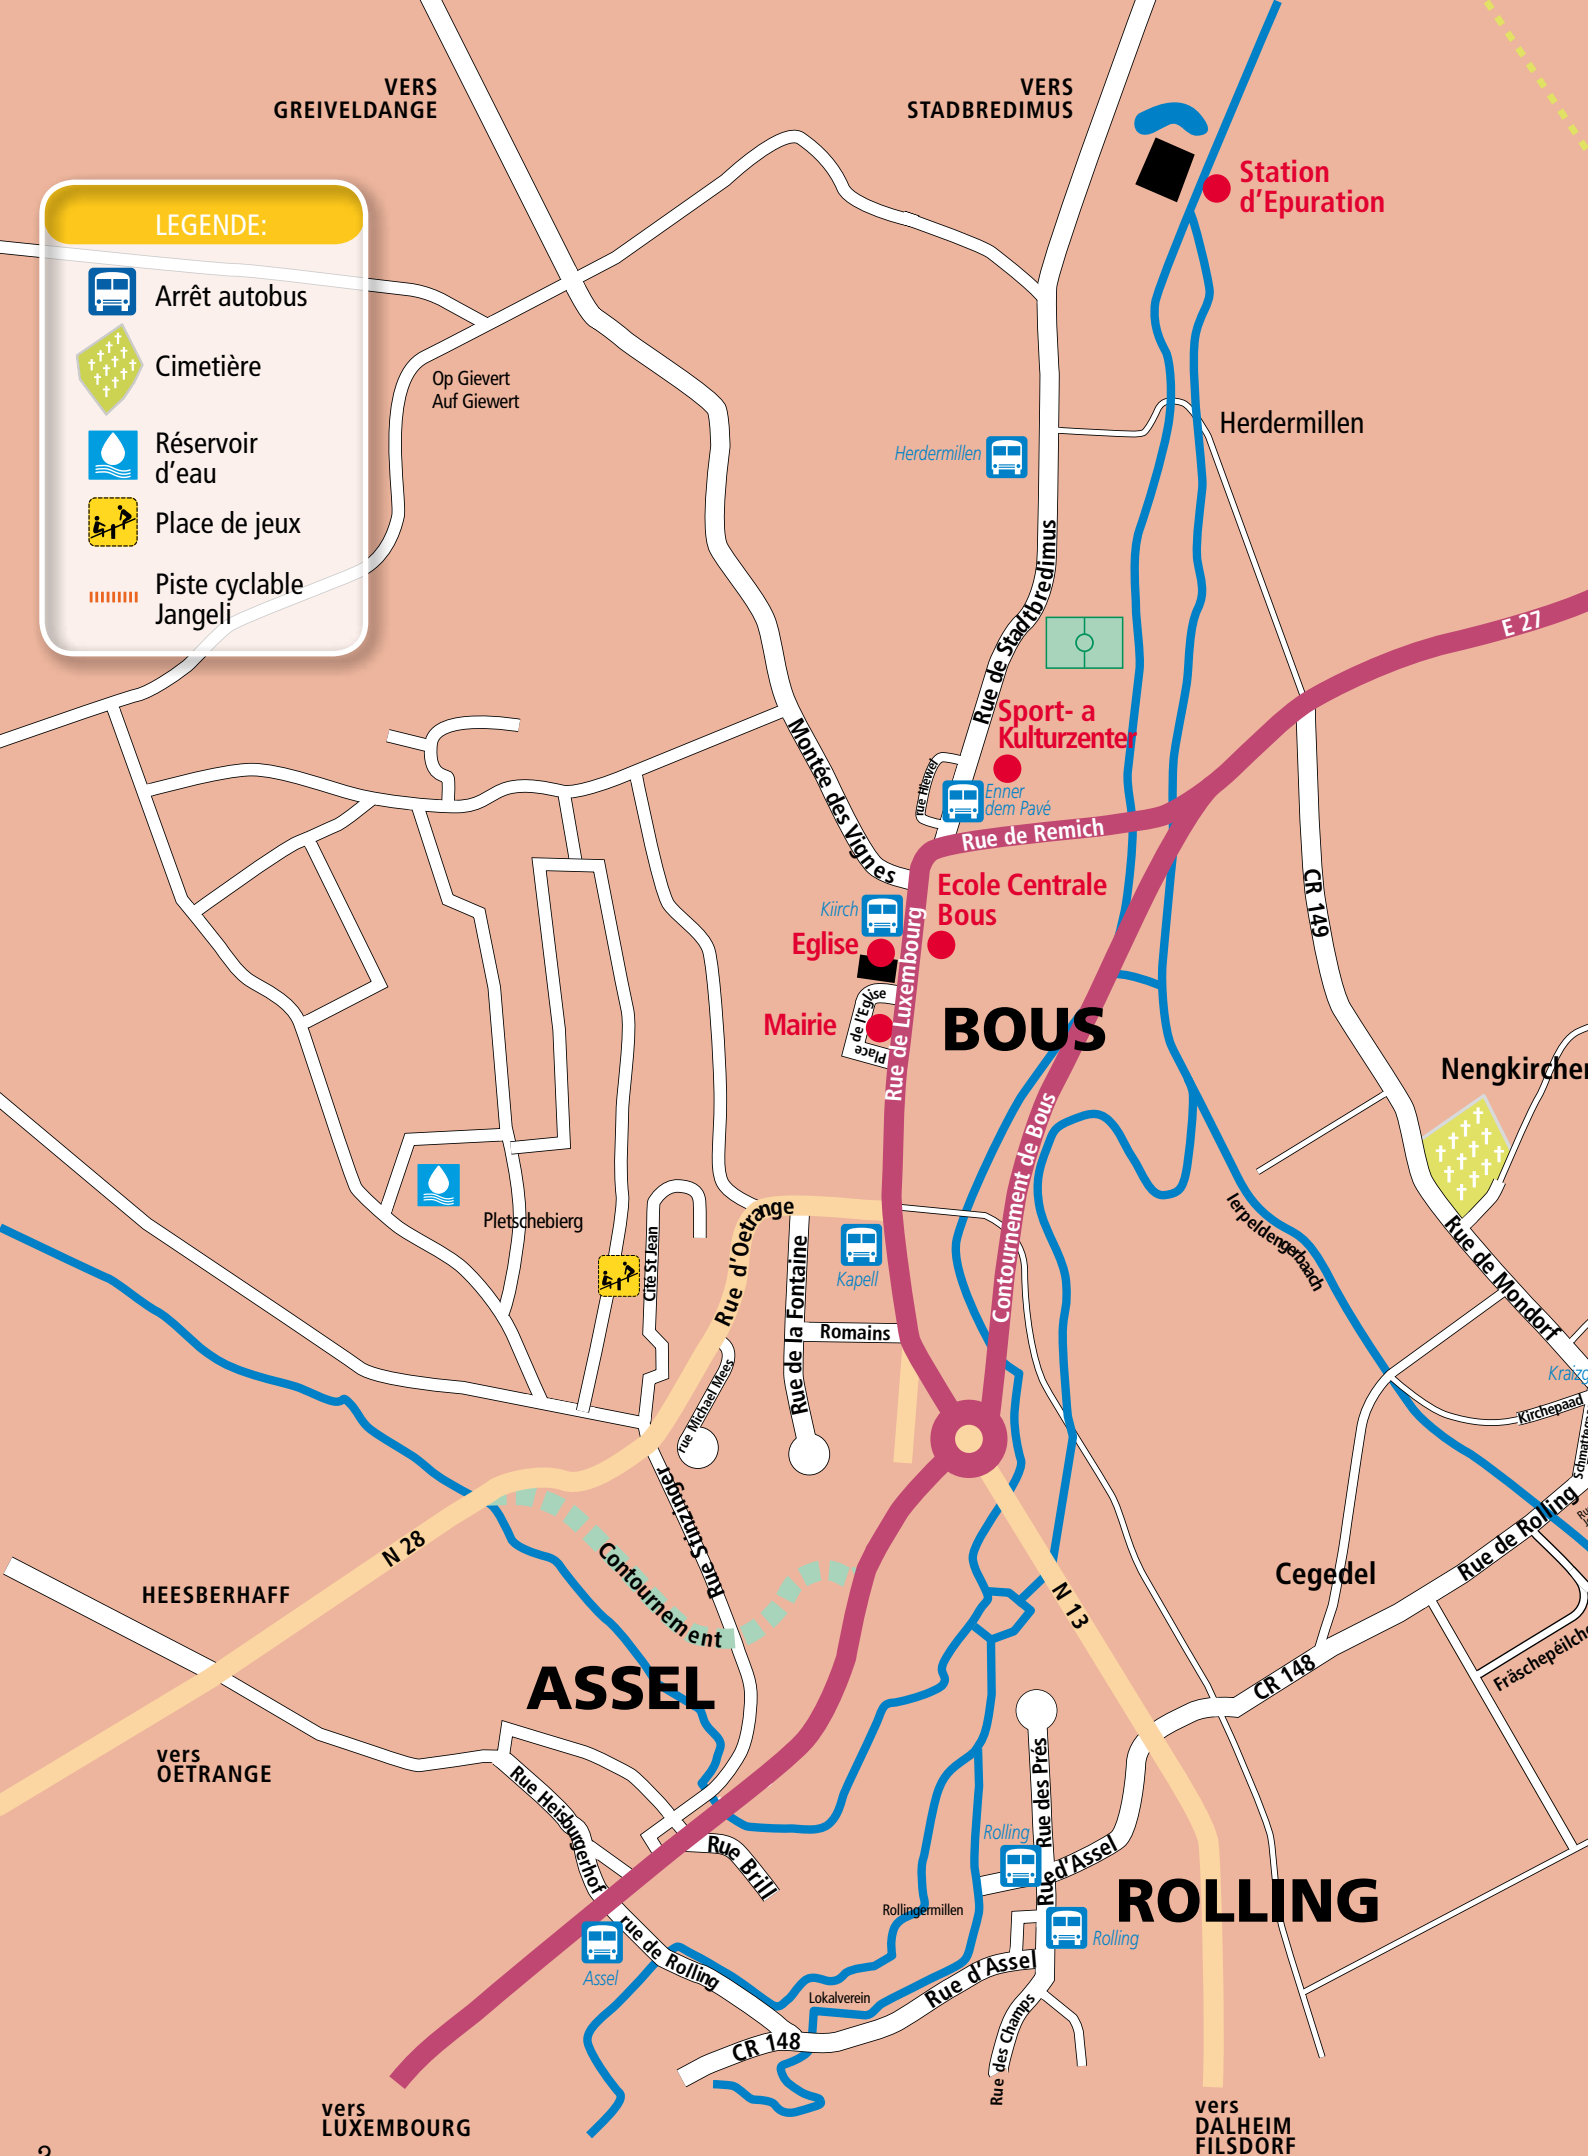 VERS
GREIVELDANGE
VERS
STADBREDIMUS
Station
d’Epuration
LEGENDE:
Arrêt autobus
Cimetière
Réservoir
d’eau
Place de jeux
Piste cyclable
Jangeli
Op Gievert
Auf Giewert
Herdermillen
Herdermillen
Rue de Stadtbredimus
E 27
Sport- a
Kulturzenter
Montée des Vignes
rue Hiewel
Enner
dem Pavé
Rue de Remich
CR 149
Ecole Centrale
Bous
Kiirch
Eglise
Rue de Luxembourg
Place de l'Eglise
Mairie
BOUS
Nengkircher
Contournement de Bous
Pletschebierg
Cité St Jean
Rue d'Oetrange
Rue de la Fontaine
Kapell
Romains
rue Michael Mees
Ierpeldengerbaach
Rue de Mondorf
Kirchepaad
Rue Stinzinger
N 28
Contournement
HEESBERHAFF
N 13
Cegedel
Rue de Rolling
CR 148
Fräschepéilch
ASSEL
vers
OETRANGE
Rue Heisburgerhof
Rue Brill
Rue des Prés
Rolling
Rue d'Assel
ROLLING
Rollingermillen
Rolling
rue de Rolling
Assel
Rue d'Assel
Lokalverein
CR 148
Rue des Champs
vers
LUXEMBOURG
vers
DALHEIM
FILSDORF